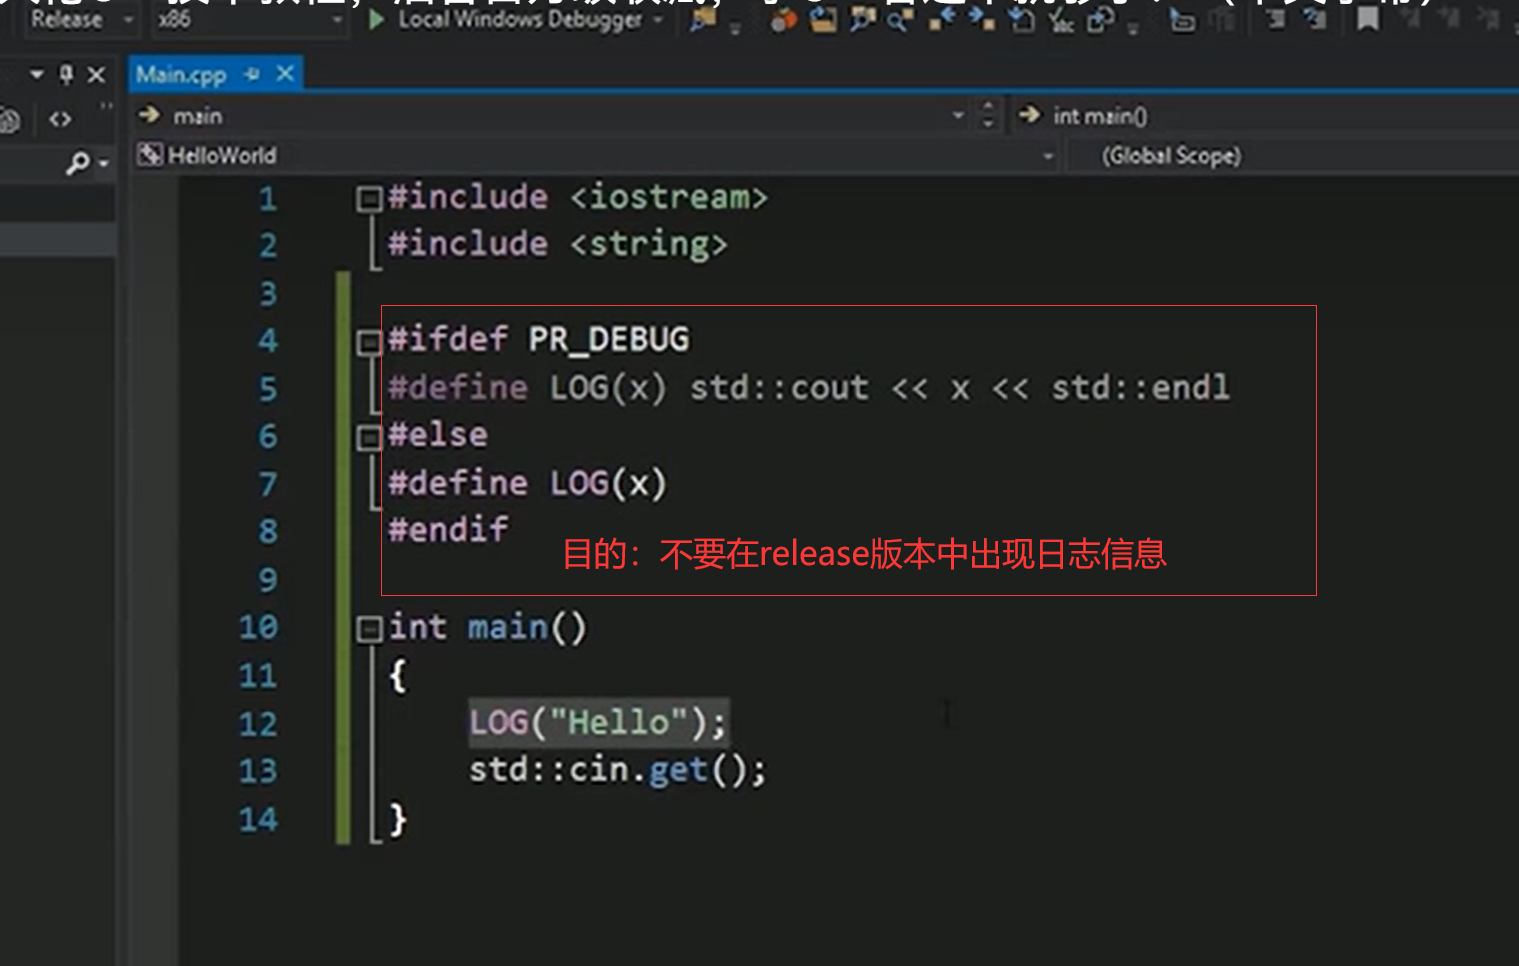 Release x86 Local Windows Debugger
Main.cpp
main int main()
HelloWorld (Global Scope)
1 #include <iostream>
2 #include <string>
3
4 #ifdef PR_DEBUG
5 #define LOG(x) std::cout << x << std::endl
6 #else
7 #define LOG(x)
8 #endif
目的：不要在release版本中出现日志信息
9
10 int main()
11 {
12 LOG("Hello");
13 std::cin.get();
14 }